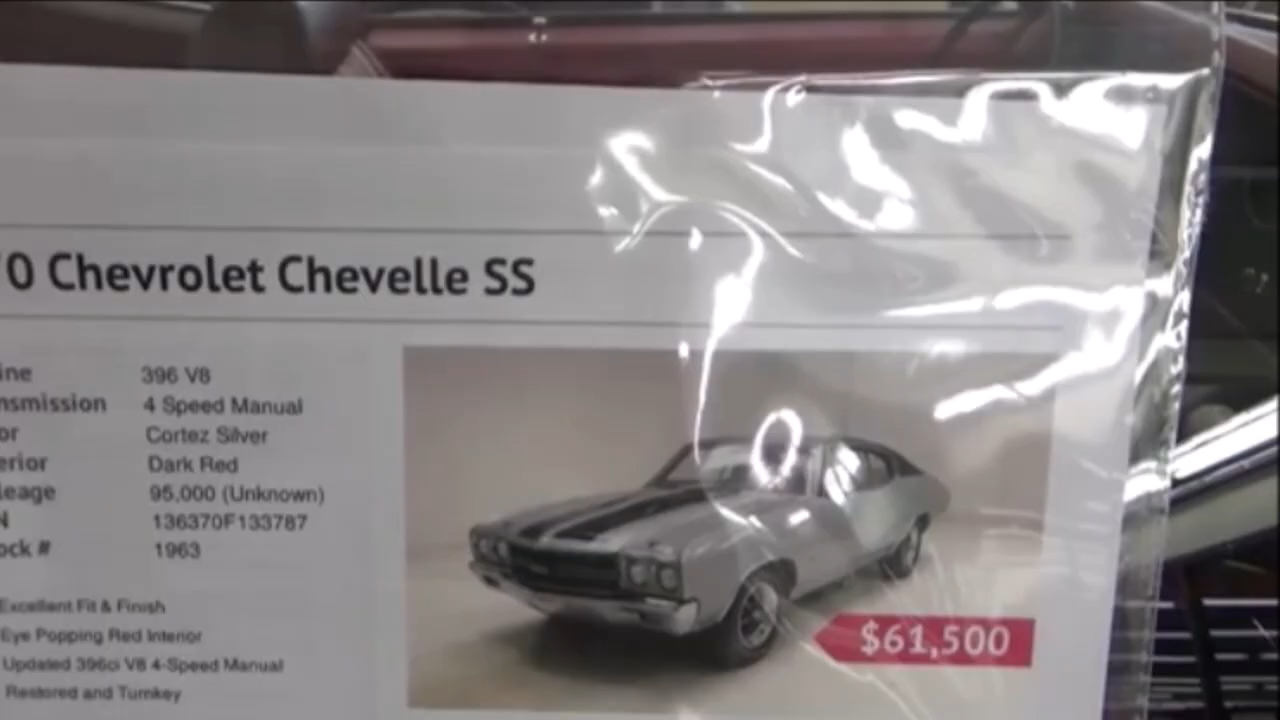 70 Chevrolet Chevelle SS
ine 396 V8
nsmission 4 Speed Manual
or Cortez Silver
erior Dark Red
leage 95,000 (Unknown)
N 136370F133787
ock # 1963
Excellent Fit & Finish
Eye Popping Red Interior
Updated 396ci V8 4-Speed Manual
Restored and Turnkey
$61,500